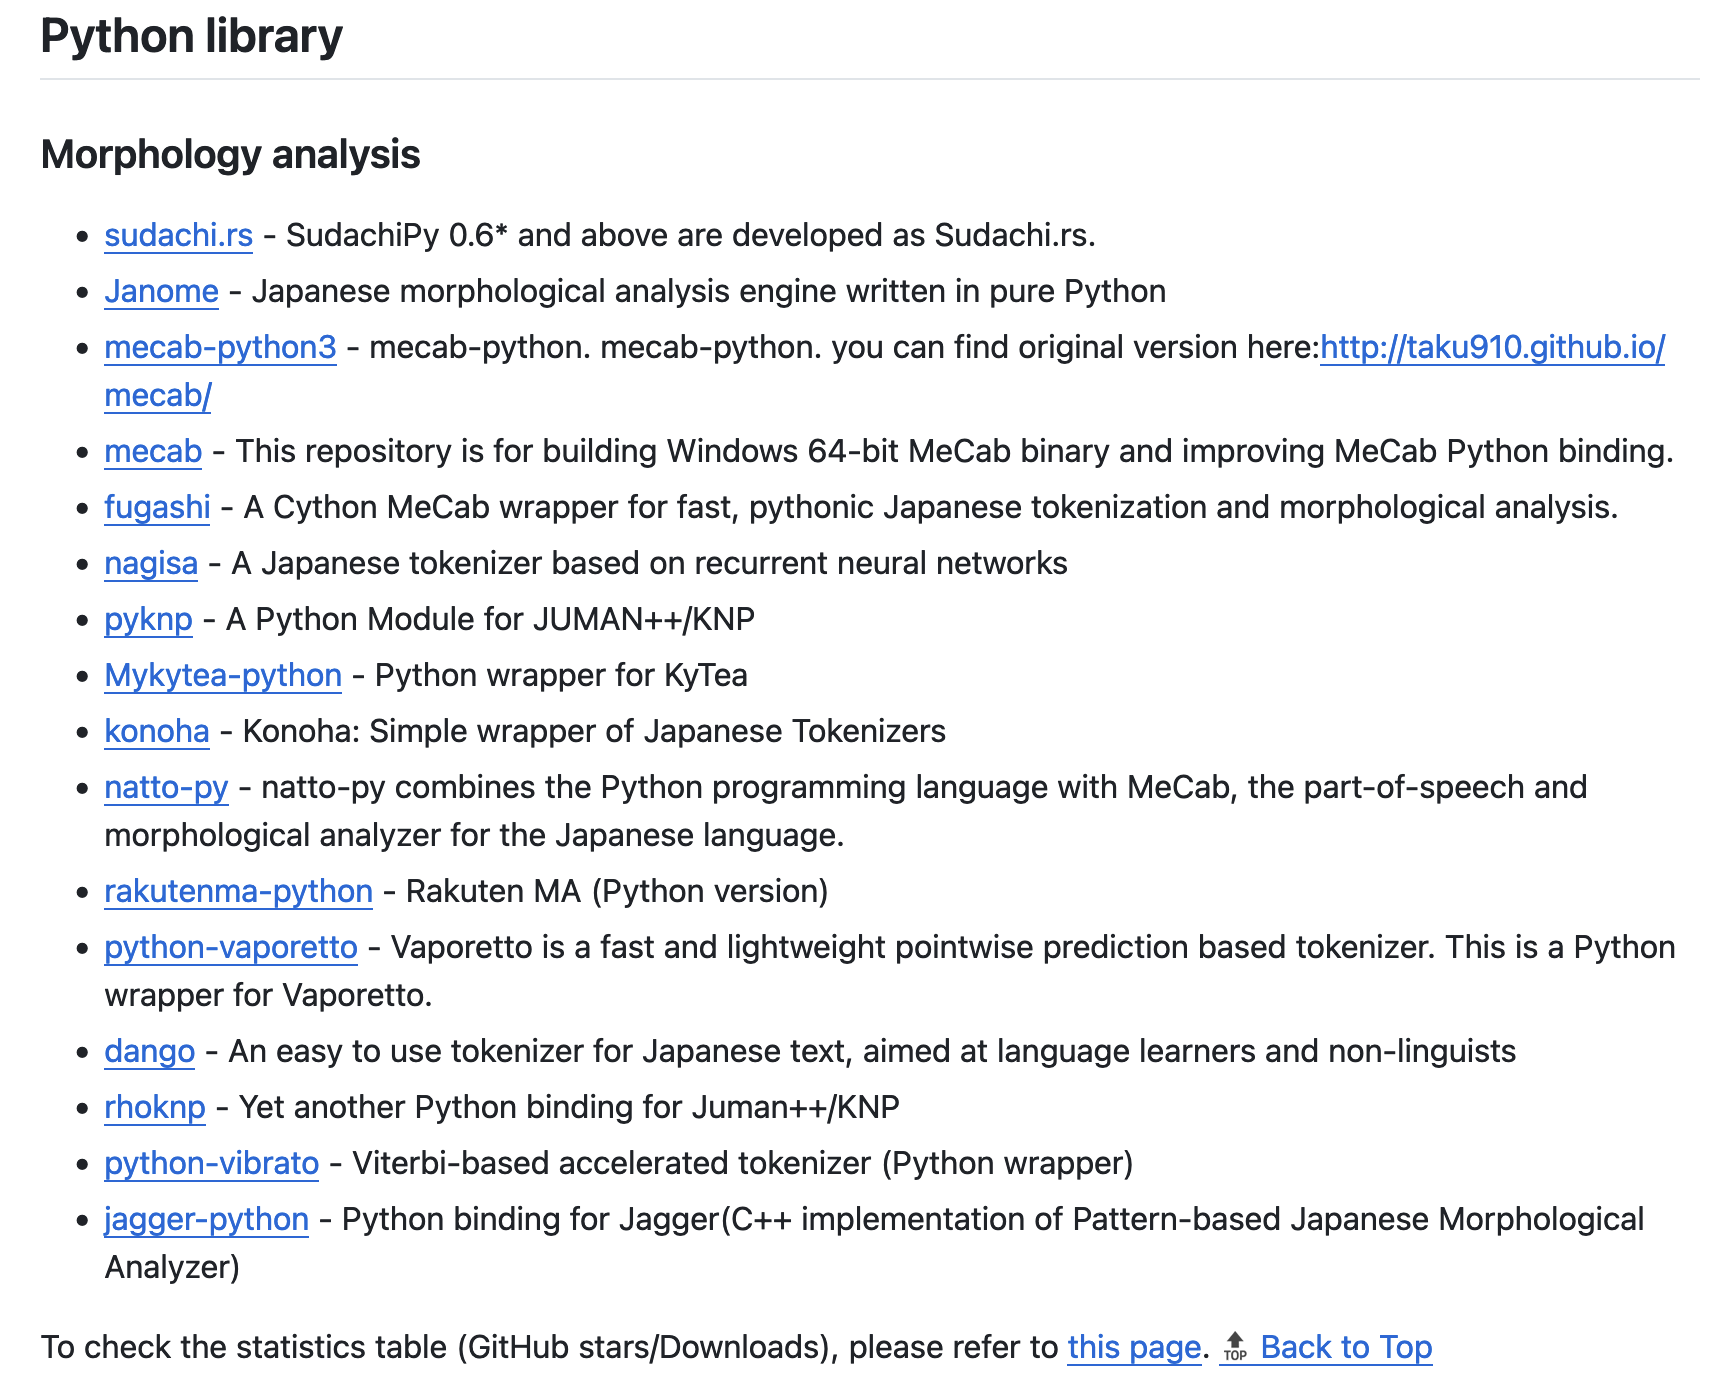 Python library
Morphology analysis
• sudachi.rs - SudachiPy 0.6* and above are developed as Sudachi.rs.
• Janome - Japanese morphological analysis engine written in pure Python
• mecab-python3 - mecab-python. mecab-python. you can find original version here:http://taku910.github.io/
mecab/
• mecab - This repository is for building Windows 64-bit MeCab binary and improving MeCab Python binding.
• fugashi - A Cython MeCab wrapper for fast, pythonic Japanese tokenization and morphological analysis.
• nagisa - A Japanese tokenizer based on recurrent neural networks
• pyknp - A Python Module for JUMAN++/KNP
• Mykytea-python - Python wrapper for KyTea
• konoha - Konoha: Simple wrapper of Japanese Tokenizers
• natto-py - natto-py combines the Python programming language with MeCab, the part-of-speech and
morphological analyzer for the Japanese language.
• rakutenma-python - Rakuten MA (Python version)
• python-vaporetto - Vaporetto is a fast and lightweight pointwise prediction based tokenizer. This is a Python
wrapper for Vaporetto.
• dango - An easy to use tokenizer for Japanese text, aimed at language learners and non-linguists
• rhoknp - Yet another Python binding for Juman++/KNP
• python-vibrato - Viterbi-based accelerated tokenizer (Python wrapper)
• jagger-python - Python binding for Jagger(C++ implementation of Pattern-based Japanese Morphological
Analyzer)
To check the statistics table (GitHub stars/Downloads), please refer to this page. 🔝 Back to Top